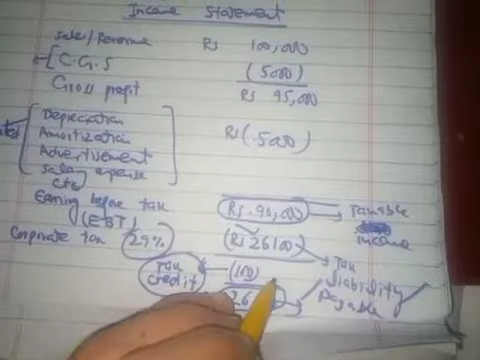 Income Statement
Sales/Revenue Rs 100,000
C.G.S (5000)
Gross profit Rs 95,000
Depreciation
Amortization Rs (5000)
Advertisement
Salary expense
etc
Earning before tax Rs. 90,000 Taxable
(EBT) income
Corporate tax 29% (Rs 26100) Tax
Tax (100) liability
credit 26 Payable